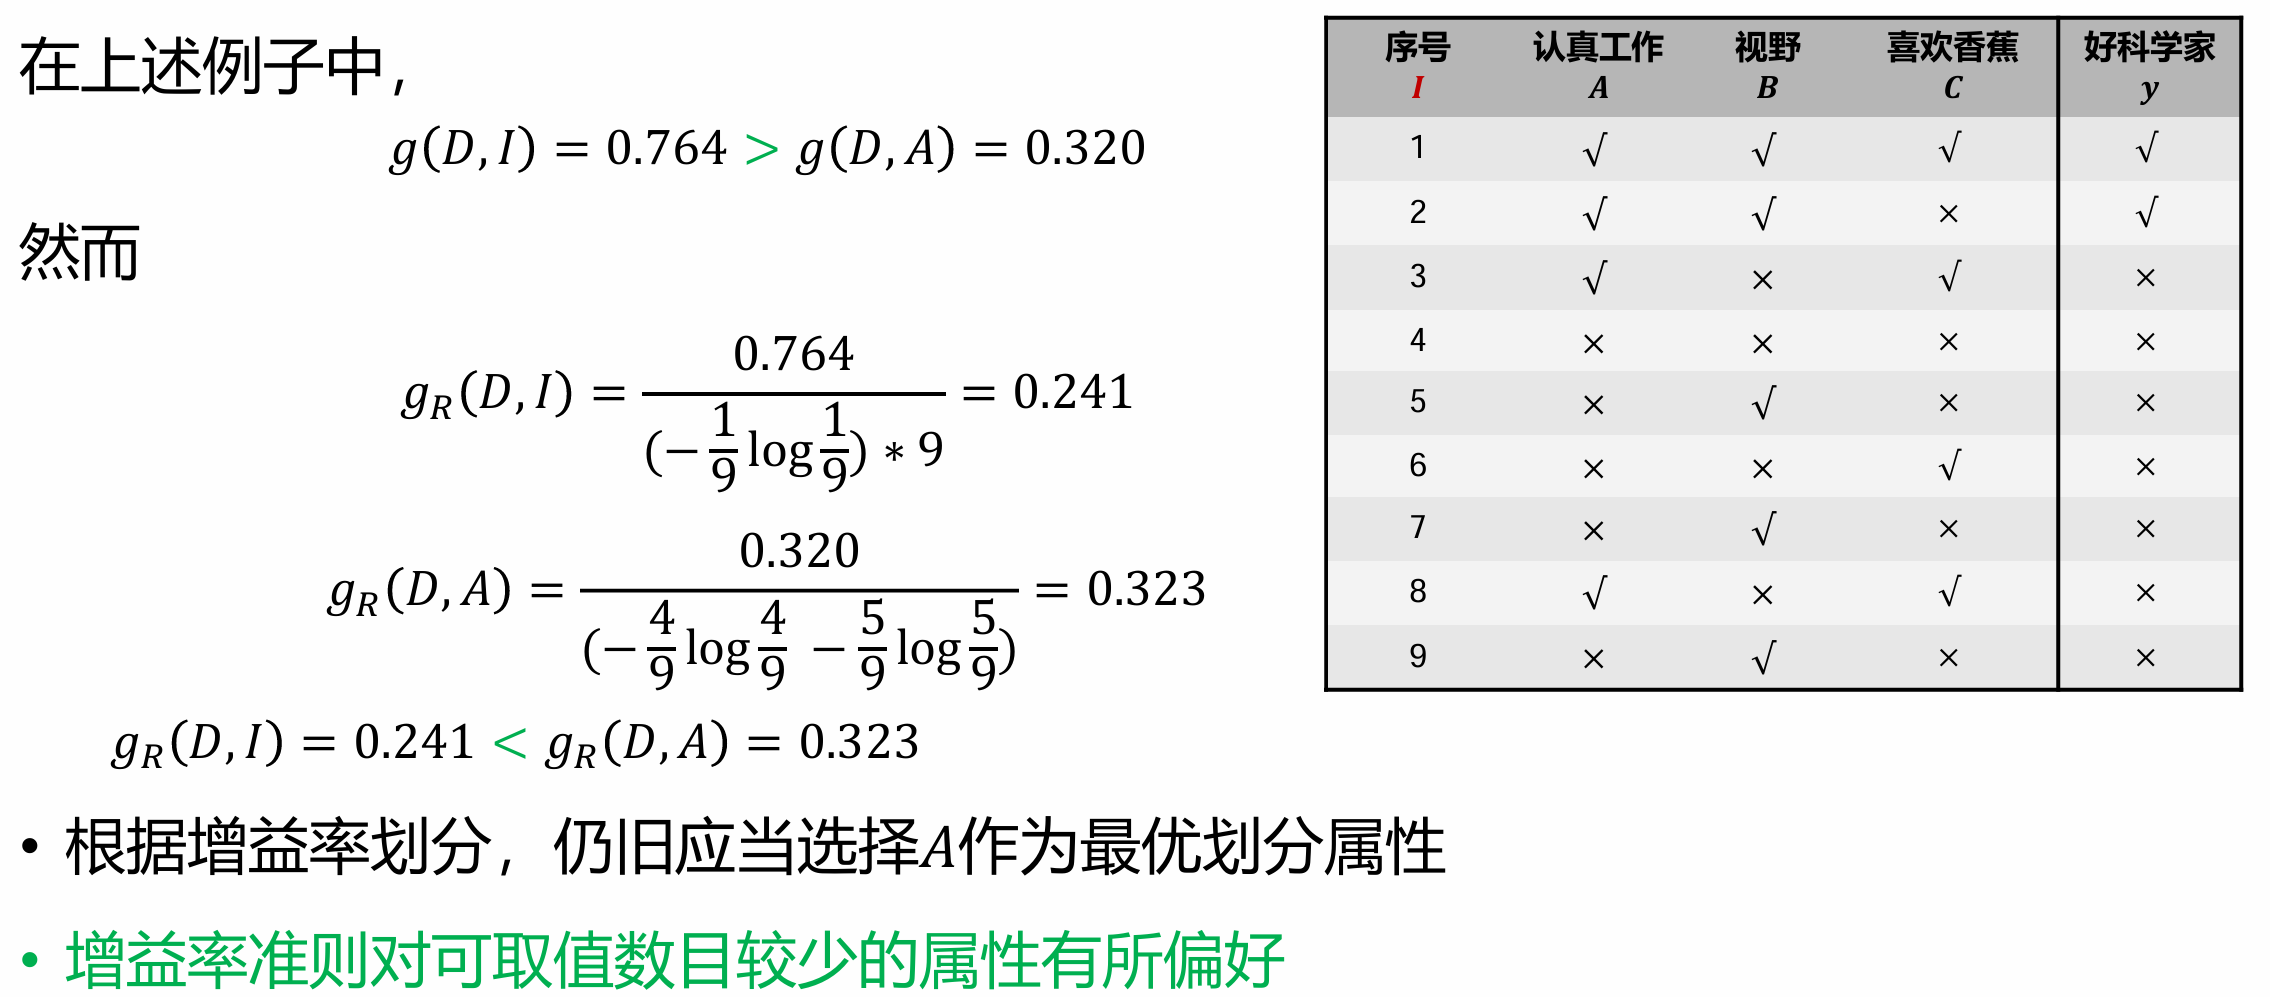 在上述例子中，
g(D, I) = 0.764 > g(D, A) = 0.320
然而
g_R(D, I) = \frac{0.764}{(-\frac{1}{9}\log\frac{1}{9}) * 9} = 0.241
g_R(D, A) = \frac{0.320}{(-\frac{4}{9}\log\frac{4}{9} - \frac{5}{9}\log\frac{5}{9})} = 0.323
g_R(D, I) = 0.241 < g_R(D, A) = 0.323
• 根据增益率划分，仍旧应当选择A作为最优划分属性
• 增益率准则对可取值数目较少的属性有所偏好
序号 认真工作 视野 喜欢香蕉 好科学家
I A B C y
1 √ √ √ √
2 √ √ × √
3 √ × √ ×
4 × × × ×
5 × √ × ×
6 × × √ ×
7 × √ × ×
8 √ × √ ×
9 × √ × ×